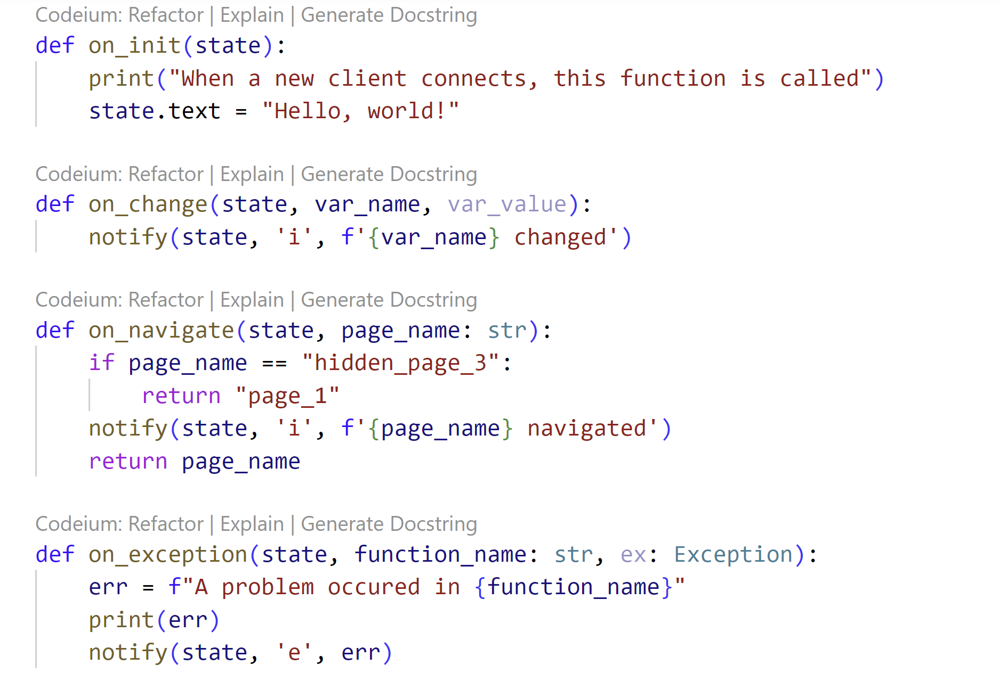 Codeium: Refactor | Explain | Generate Docstring
def on_init(state):
    print("When a new client connects, this function is called")
    state.text = "Hello, world!"
Codeium: Refactor | Explain | Generate Docstring
def on_change(state, var_name, var_value):
    notify(state, 'i', f'{var_name} changed')
Codeium: Refactor | Explain | Generate Docstring
def on_navigate(state, page_name: str):
    if page_name == "hidden_page_3":
        return "page_1"
    notify(state, 'i', f'{page_name} navigated')
    return page_name
Codeium: Refactor | Explain | Generate Docstring
def on_exception(state, function_name: str, ex: Exception):
    err = f"A problem occured in {function_name}"
    print(err)
    notify(state, 'e', err)